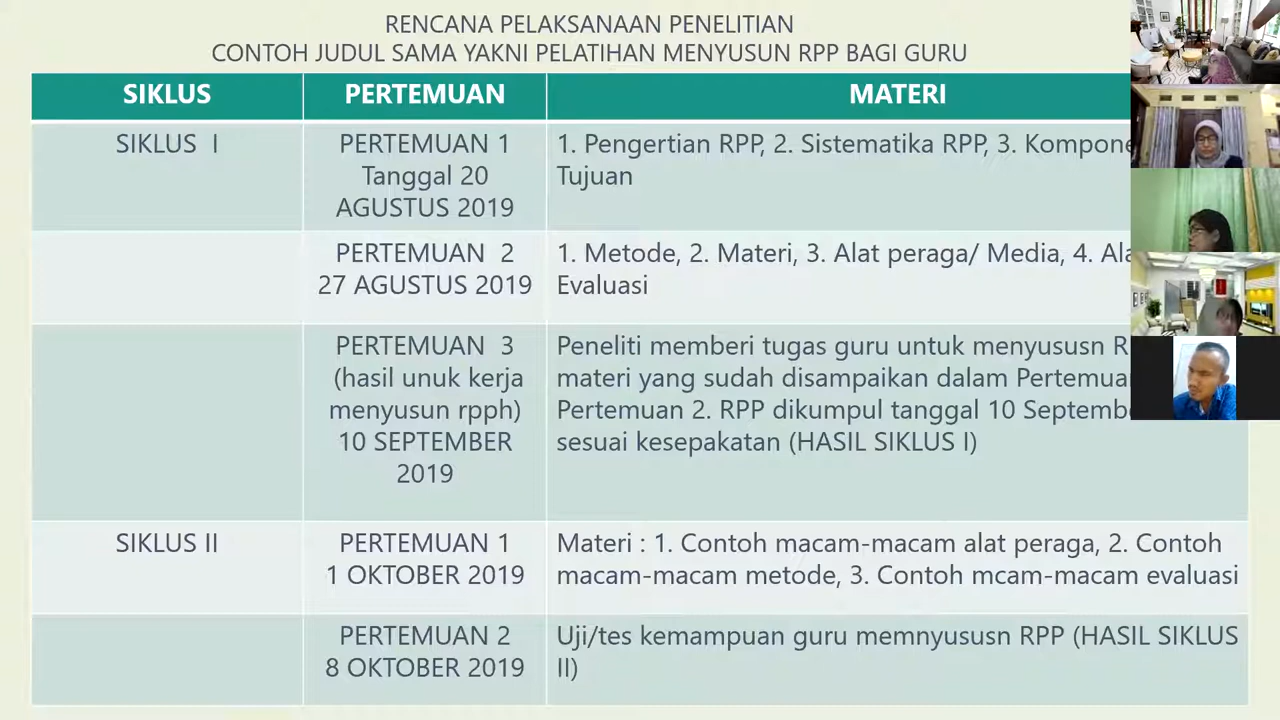 RENCANA PELAKSANAAN PENELITIAN
CONTOH JUDUL SAMA YAKNI PELATIHAN MENYUSUN RPP BAGI GURU
SIKLUS
PERTEMUAN
MATERI
SIKLUS I
PERTEMUAN 1
Tanggal 20
AGUSTUS 2019
1. Pengertian RPP, 2. Sistematika RPP, 3.
Tujuan
PERTEMUAN 2
27 AGUSTUS 2019
1. Metode, 2. Materi, 3. Alat peraga/ Media, 4.
Evaluasi
PERTEMUAN 3
(hasil unuk kerja
menyusun rpph)
10 SEPTEMBER
2019
Peneliti memberi tugas guru untuk menyususn
materi yang sudah disampaikan dalam
Pertemuan 2. RPP dikumpul tanggal 10
sesuai kesepakatan (HASIL SIKLUS I)
SIKLUS II
PERTEMUAN 1
1 OKTOBER 2019
Materi : 1. Contoh macam-macam alat peraga, 2. Contoh
macam-macam metode, 3. Contoh mcam-macam evaluasi
PERTEMUAN 2
8 OKTOBER 2019
Uji/tes kemampuan guru memnyususn RPP (HASIL SIKLUS
II)